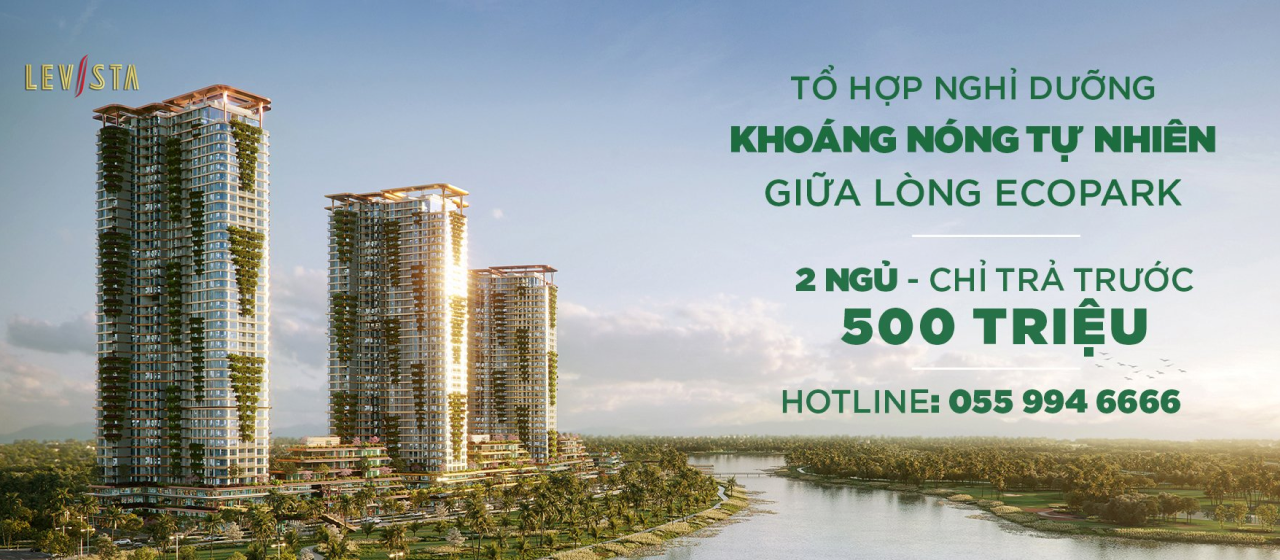 LEVISTA
TỔ HỢP NGHỈ DƯỠNG
KHOÁNG NÓNG TỰ NHIÊN
GIỮA LÒNG ECOPARK
2 NGỦ - CHỈ TRẢ TRƯỚC
500 TRIỆU
HOTLINE: 055 994 6666